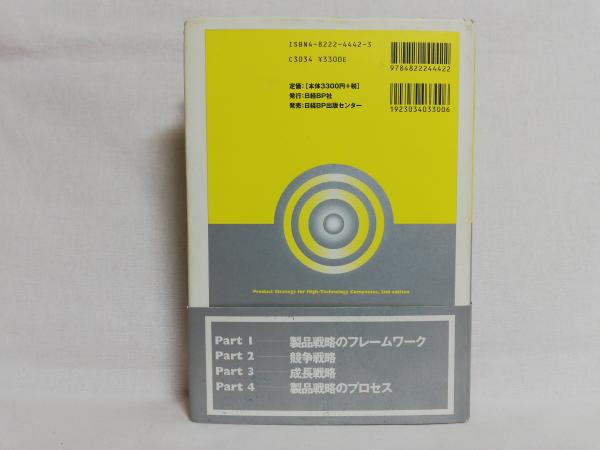 ISBN4-8222-4442-3
C3034 ¥3300E
定価：［本体3300円+税］
発行：日経BP社
発売：日経BP出版センター
9784822244422
1923034033006
Product Strategy for High-Technology Companies, 2nd edition
Part 1 製品戦略のフレームワーク
Part 2 競争戦略
Part 3 成長戦略
Part 4 製品戦略のプロセス